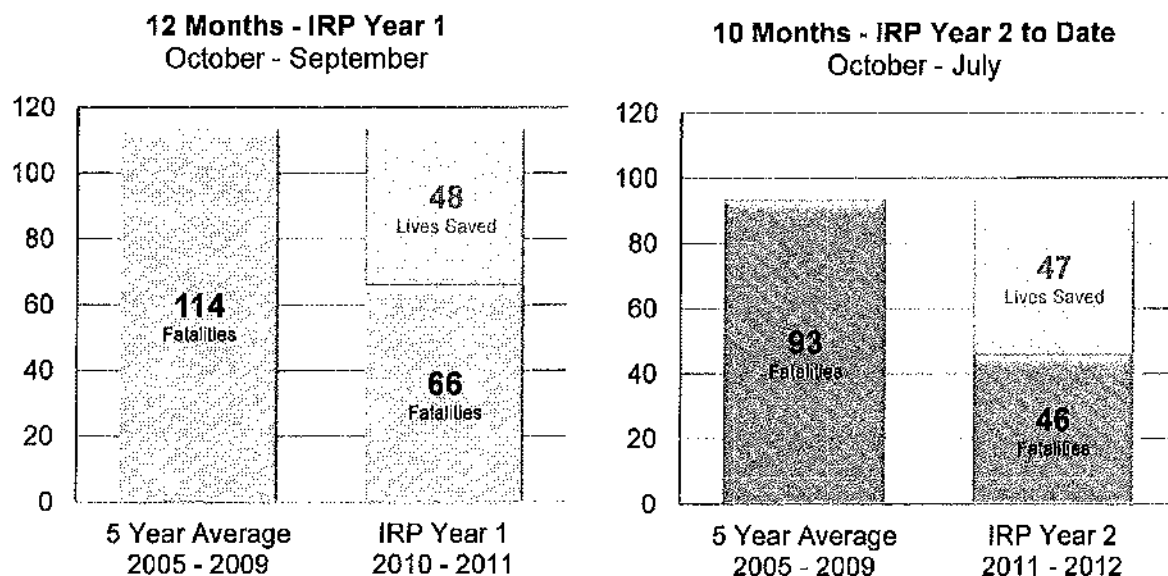 12 Months - IRP Year 1
October - September
120
100
80
60
40
20
0
114
Fatalities
48
Lives Saved
66
Fatalities
5 Year Average
2005 - 2009
IRP Year 1
2010 - 2011
10 Months - IRP Year 2 to Date
October - July
120
100
80
60
40
20
0
93
Fatalities
47
Lives Saved
46
Fatalities
5 Year Average
2005 - 2009
IRP Year 2
2011 - 2012